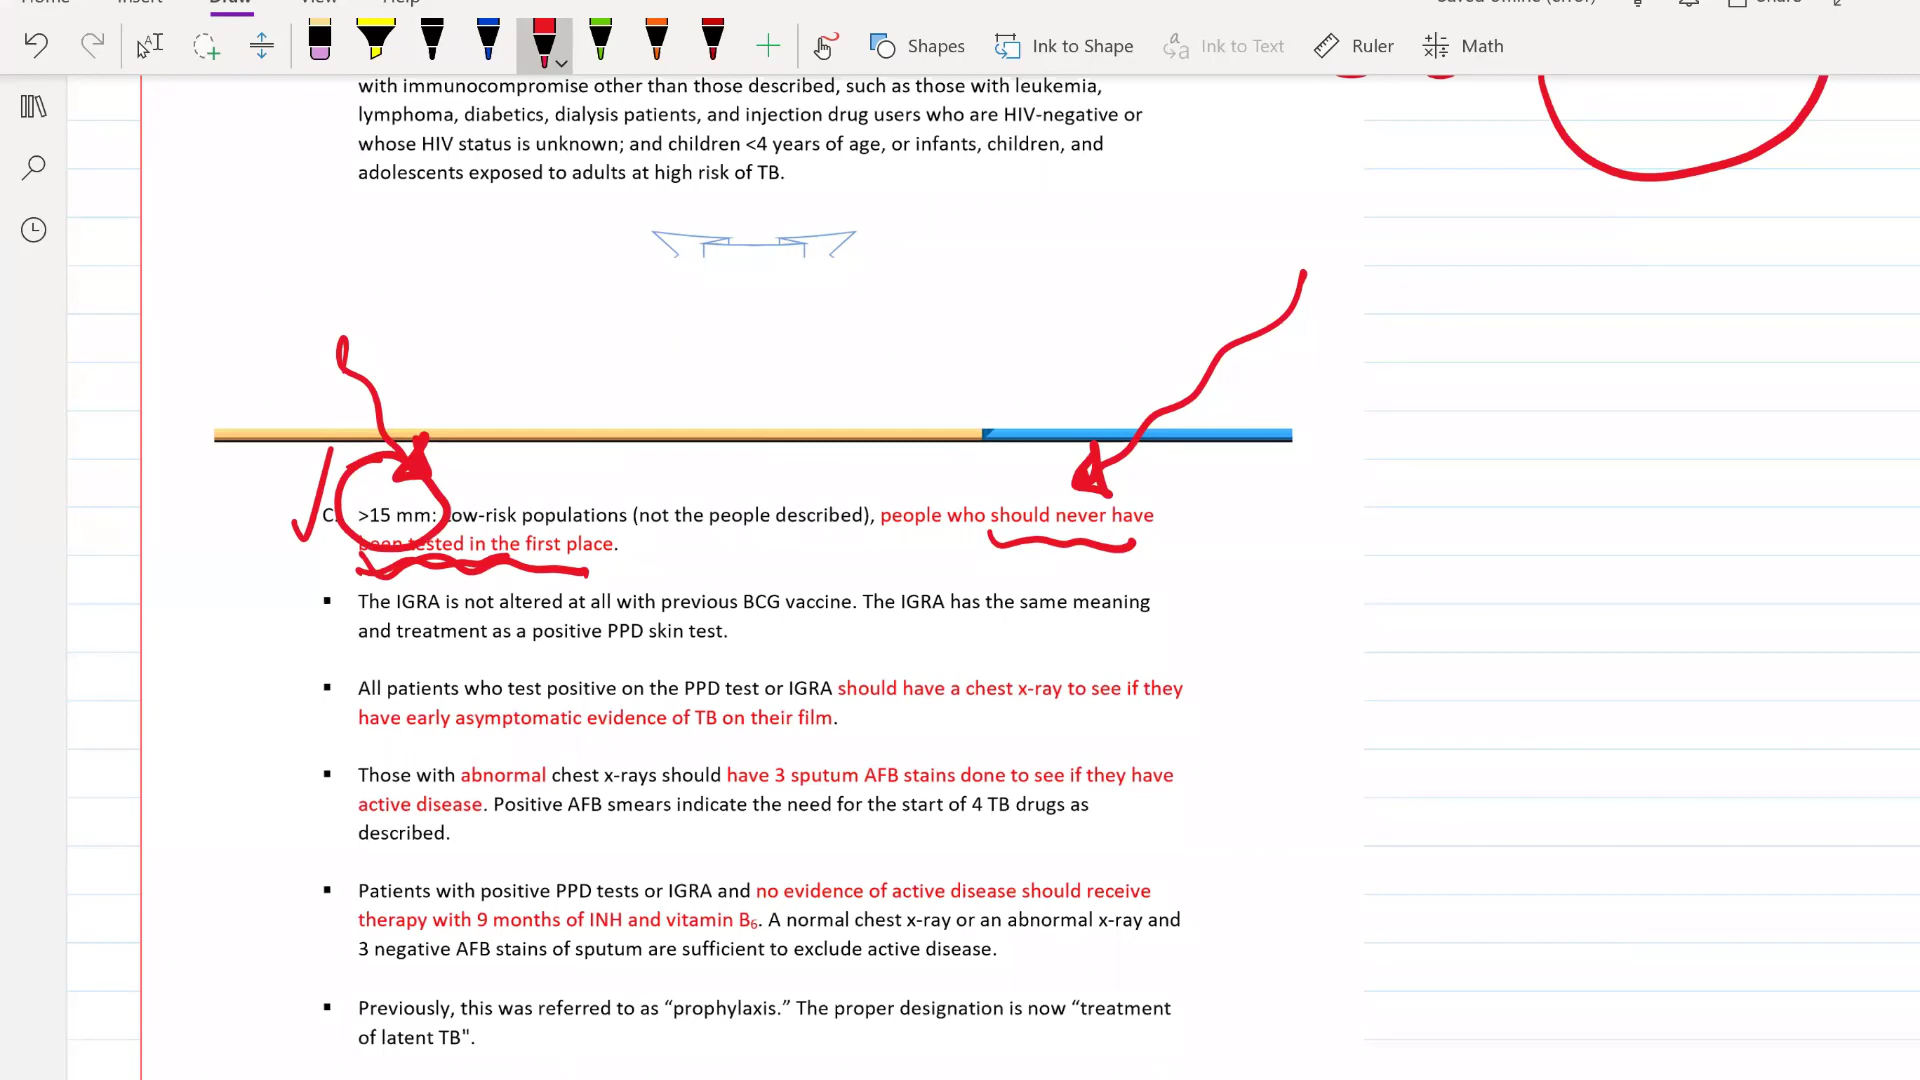 Home Insert Draw View Help Saved online (error) Share
Shapes Ink to Shape Ink to Text Ruler Math
with immunocompromise other than those described, such as those with leukemia,
lymphoma, diabetics, dialysis patients, and injection drug users who are HIV-negative or
whose HIV status is unknown; and children <4 years of age, or infants, children, and
adolescents exposed to adults at high risk of TB.
C. >15 mm: Low-risk populations (not the people described), people who should never have
been tested in the first place.
▪ The IGRA is not altered at all with previous BCG vaccine. The IGRA has the same meaning
and treatment as a positive PPD skin test.
▪ All patients who test positive on the PPD test or IGRA should have a chest x-ray to see if they
have early asymptomatic evidence of TB on their film.
▪ Those with abnormal chest x-rays should have 3 sputum AFB stains done to see if they have
active disease. Positive AFB smears indicate the need for the start of 4 TB drugs as
described.
▪ Patients with positive PPD tests or IGRA and no evidence of active disease should receive
therapy with 9 months of INH and vitamin B₆. A normal chest x-ray or an abnormal x-ray and
3 negative AFB stains of sputum are sufficient to exclude active disease.
▪ Previously, this was referred to as “prophylaxis.” The proper designation is now “treatment
of latent TB".